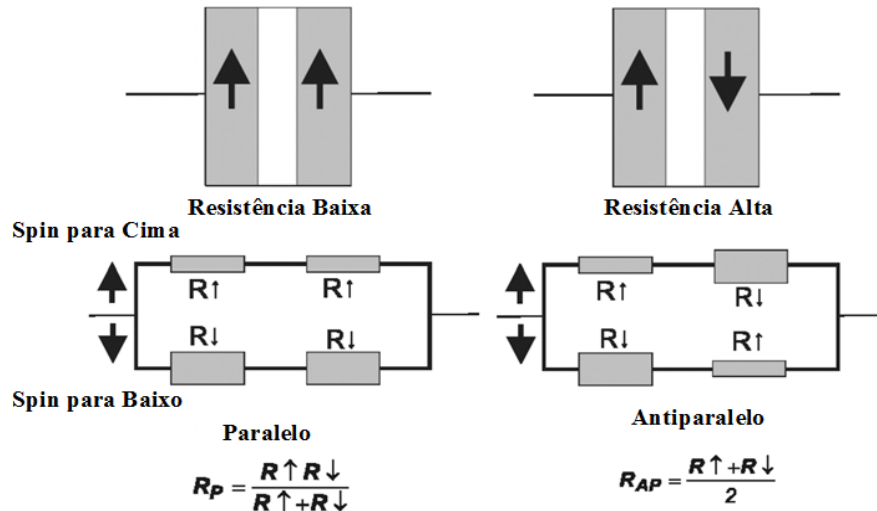 Resistência Baixa
Resistência Alta
Spin para Cima
R↑ R↑
R↓ R↓
R↑ R↓
R↓ R↑
Spin para Baixo
Paralelo
Antiparalelo
R_P = R↑R↓ / R↑+R↓
R_AP = R↑+R↓ / 2